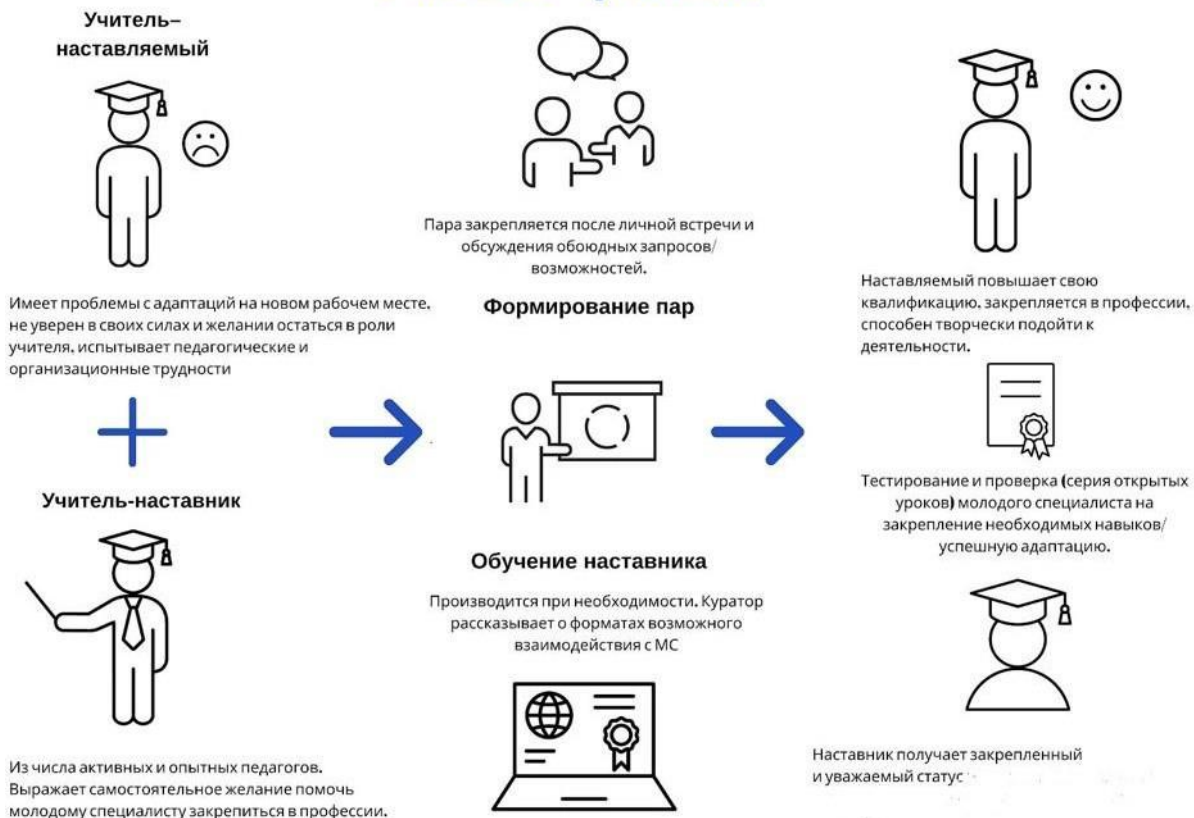 Учитель–
наставляемый
Имеет проблемы с адаптаций на новом рабочем месте,
не уверен в своих силах и желании остаться в роли
учителя, испытывает педагогические и
организационные трудности
Учитель-наставник
Из числа активных и опытных педагогов.
Выражает самостоятельное желание помочь
молодому специалисту закрепиться в профессии.
Пара закрепляется после личной встречи и
обсуждения обоюдных запросов/
возможностей.
Формирование пар
Обучение наставника
Производится при необходимости. Куратор
рассказывает о форматах возможного
взаимодействия с МС
Наставляемый повышает свою
квалификацию, закрепляется в профессии,
способен творчески подойти к
деятельности.
Тестирование и проверка (серия открытых
уроков) молодого специалиста на
закрепление необходимых навыков/
успешную адаптацию.
Наставник получает закрепленный
и уважаемый статус